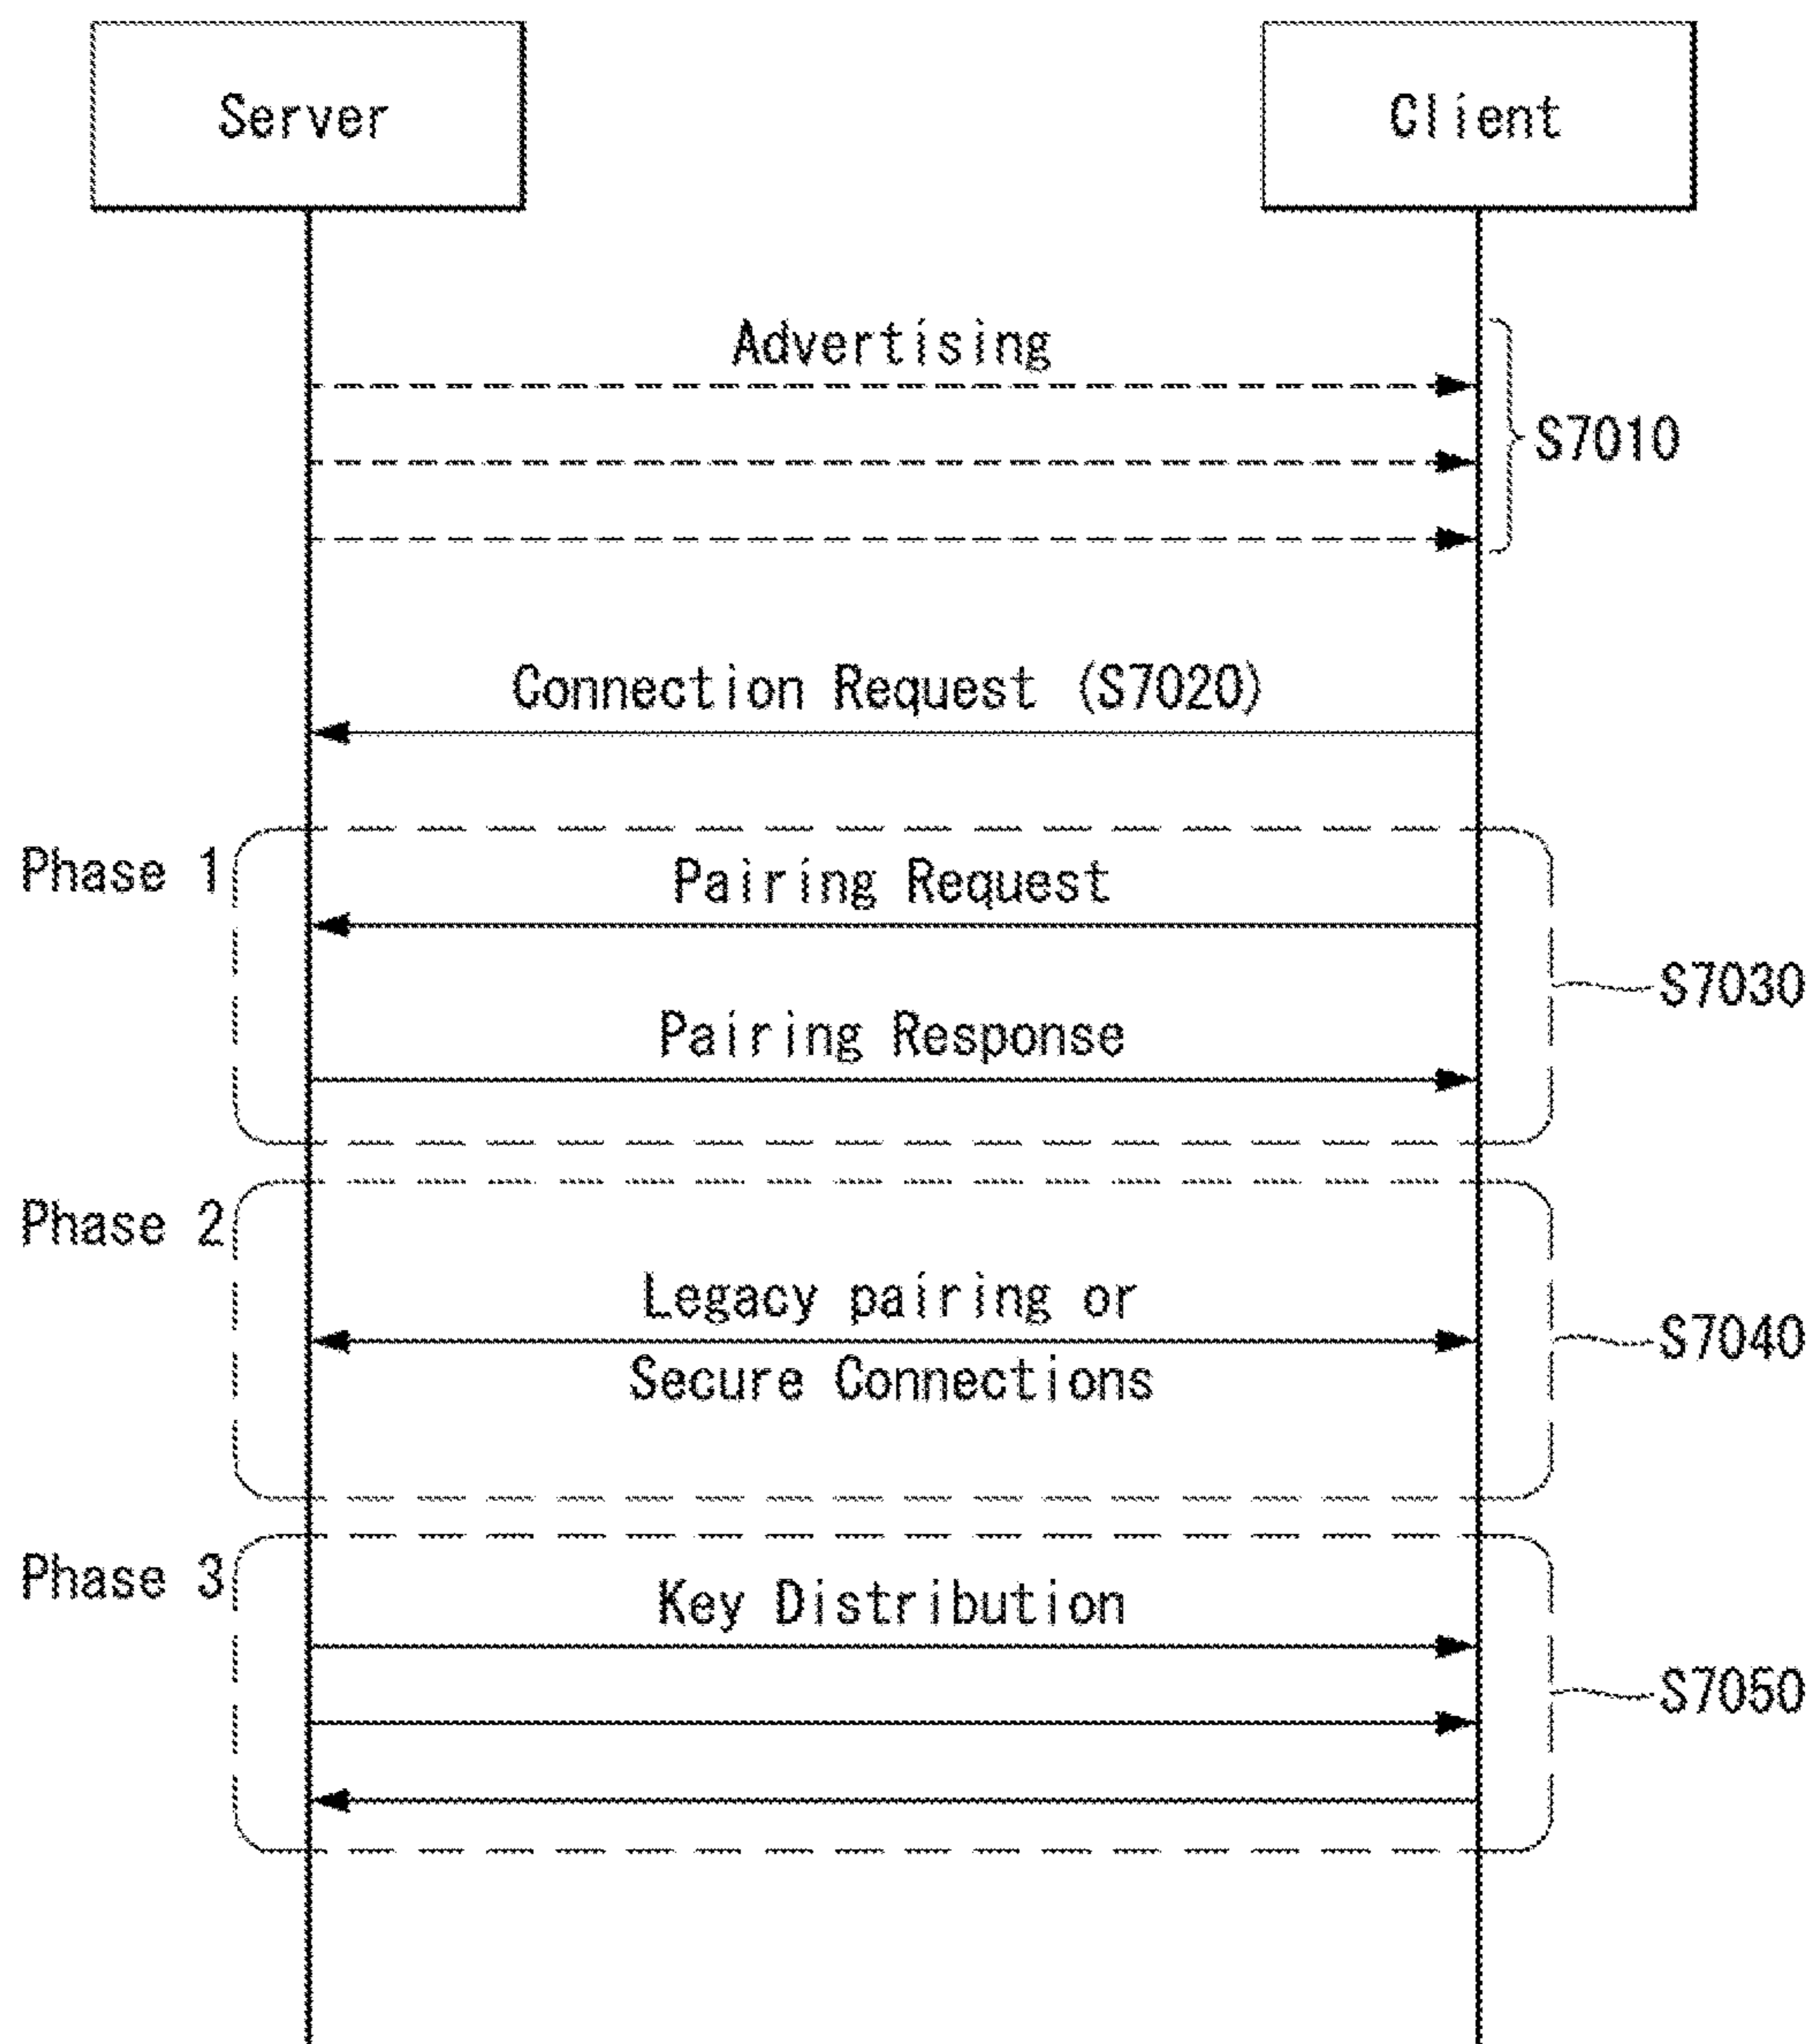 Server
Client
Advertising
S7010
Connection Request (S7020)
Phase 1
Pairing Request
S7030
Pairing Response
Phase 2
Legacy pairing or
S7040
Secure Connections
Phase 3
Key Distribution
S7050